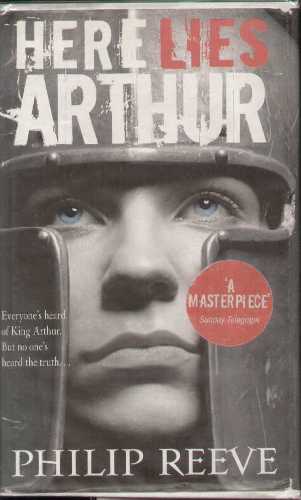 HERE LIES
ARTHUR
'A
MASTERPIECE'
Sunday Telegraph
Everyone's heard
of King Arthur.
But no one's
heard the truth...
PHILIP REEVE